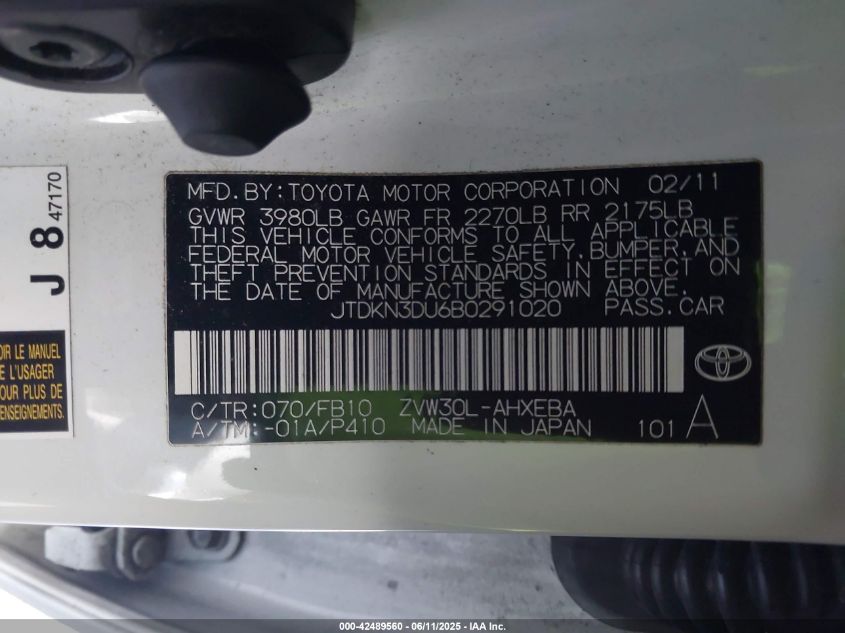 MFD. BY: TOYOTA MOTOR CORPORATION 02/11
GVWR 3980LB GAWR FR 2270LB RR 2175LB
THIS VEHICLE CONFORMS TO ALL APPLICABLE
FEDERAL MOTOR VEHICLE SAFETY, BUMPER, AND
THEFT PREVENTION STANDARDS IN EFFECT ON
THE DATE OF MANUFACTURE SHOWN ABOVE.
JTDKN3DU6B0291020 PASS. CAR
C/TR: 070/FB10 ZVW30L-AHXEBA
A/TM: -01A/P410 MADE IN JAPAN 101 A
J 8 47170
OIR LE MANUEL
E L'USAGER
OUR PLUS DE
SEIGNEMENTS.
000-42489560 - 06/11/2025 - IAA Inc.